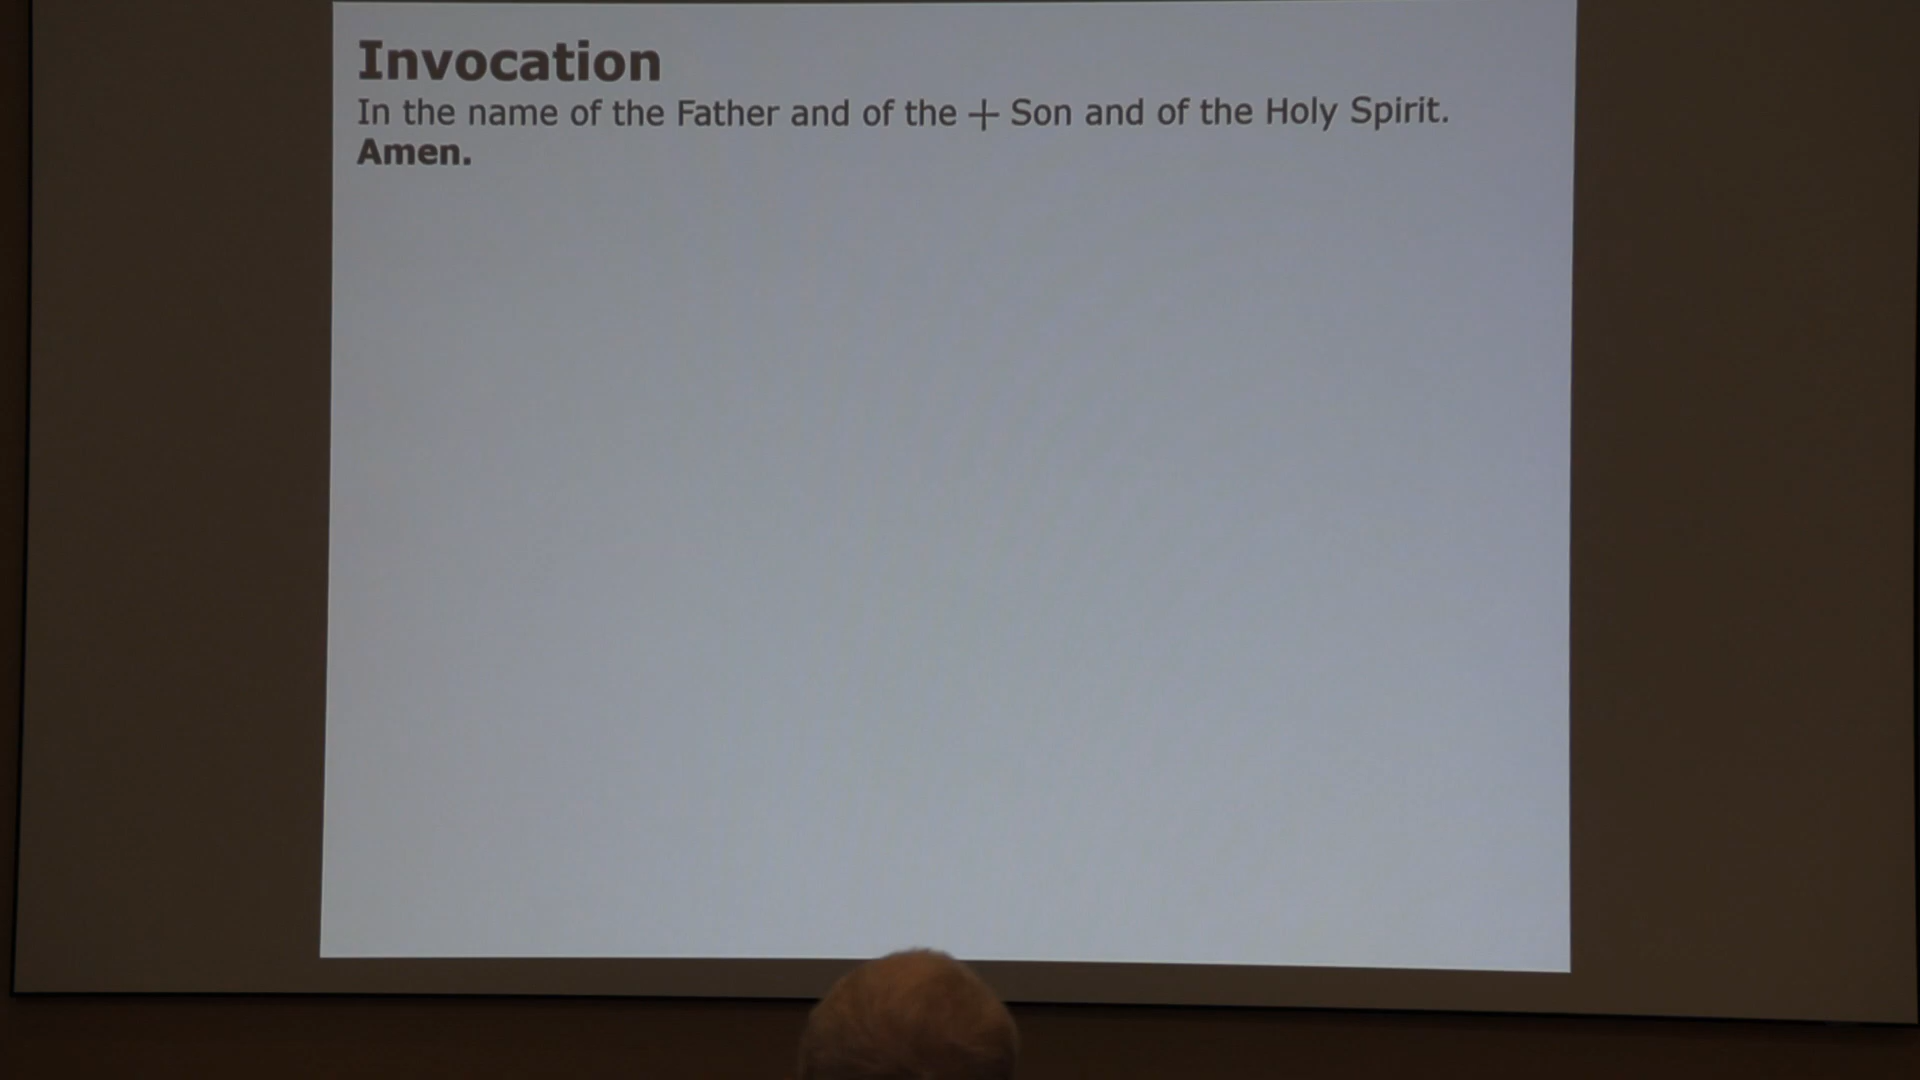 Invocation
In the name of the Father and of the + Son and of the Holy Spirit.
Amen.